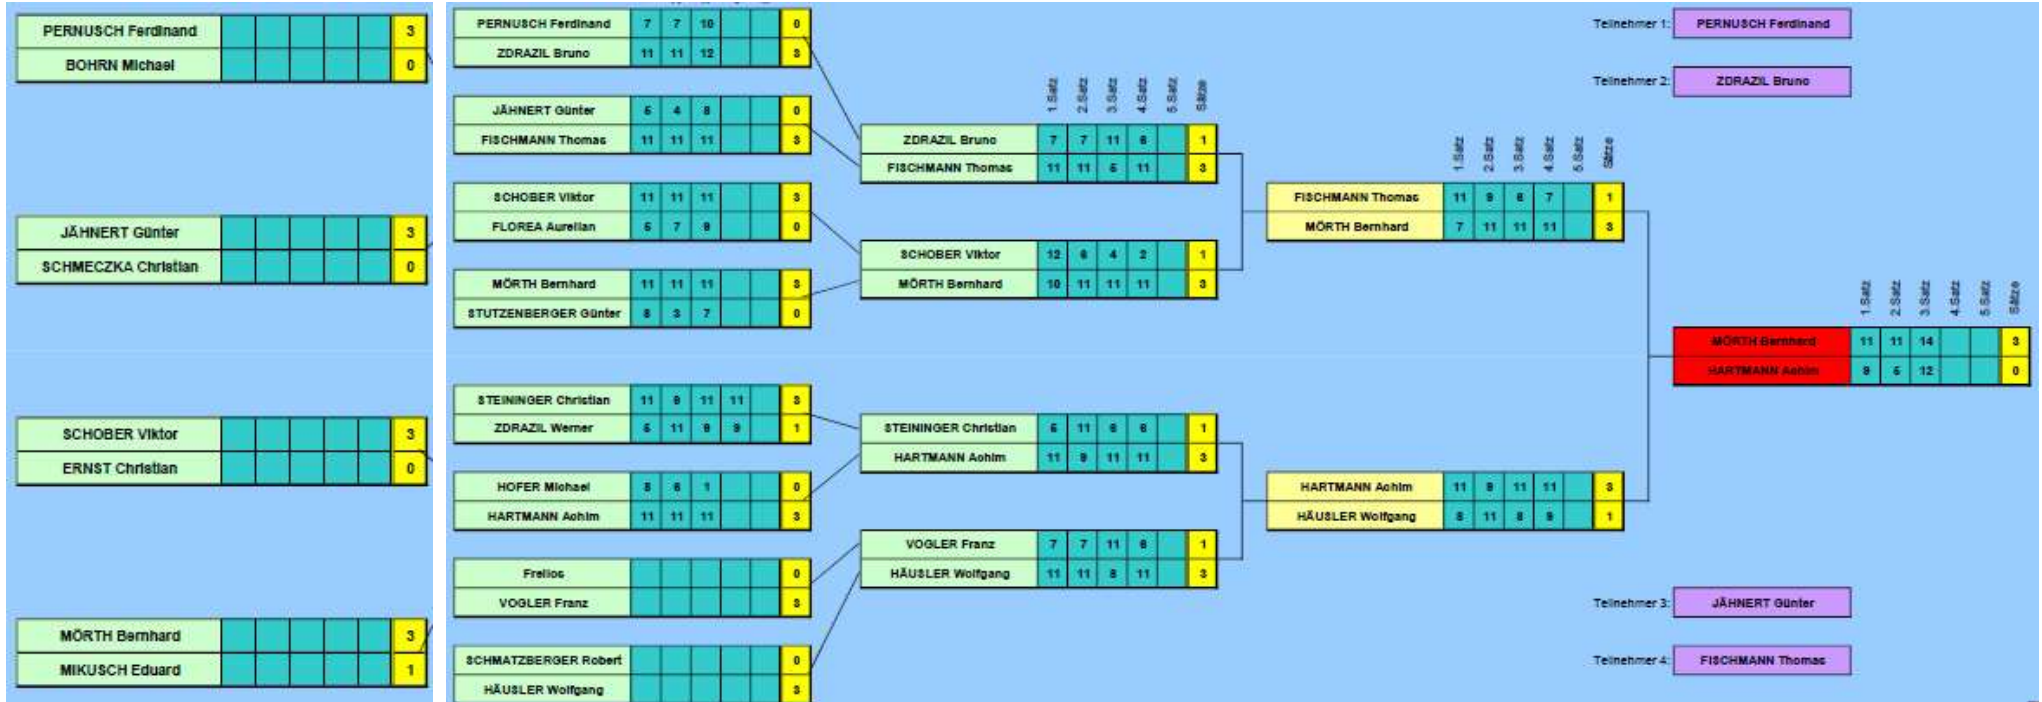 PERNUSCH Ferdinand 3
BOHRN Michael 0
JÄHNERT Günter 3
SCHMECZKA Christian 0
SCHOBER Viktor 3
ERNST Christian 0
MÖRTH Bernhard 3
MIKUSCH Eduard 1
PERNUSCH Ferdinand 7 7 10 0
ZDRAZIL Bruno 11 11 12 3
JÄHNERT Günter 5 4 8 0
FISCHMANN Thomas 11 11 11 3
SCHOBER Viktor 11 11 11 3
FLOREA Aurelian 5 7 9 0
MÖRTH Bernhard 11 11 11 3
STUTZENBERGER Günter 8 3 7 0
STEININGER Christian 11 9 11 11 3
ZDRAZIL Werner 5 11 9 9 1
HOFER Michael 8 6 1 0
HARTMANN Achim 11 11 11 3
Freilos 0
VOGLER Franz 3
SCHMATZBERGER Robert 0
HÄUSLER Wolfgang 3
1.Satz 2.Satz 3.Satz 4.Satz 5.Satz Sätze
ZDRAZIL Bruno 7 7 11 6 1
FISCHMANN Thomas 11 11 5 11 3
SCHOBER Viktor 12 6 4 2 1
MÖRTH Bernhard 10 11 11 11 3
STEININGER Christian 5 11 6 6 1
HARTMANN Achim 11 9 11 11 3
VOGLER Franz 7 7 11 6 1
HÄUSLER Wolfgang 11 11 8 11 3
1.Satz 2.Satz 3.Satz 4.Satz 5.Satz Sätze
FISCHMANN Thomas 11 9 6 7 1
MÖRTH Bernhard 7 11 11 11 3
HARTMANN Achim 11 9 11 11 3
HÄUSLER Wolfgang 8 11 8 9 1
Teilnehmer 1: PERNUSCH Ferdinand
Teilnehmer 2: ZDRAZIL Bruno
1.Satz 2.Satz 3.Satz 4.Satz 5.Satz Sätze
MÖRTH Bernhard 11 11 14 3
HARTMANN Achim 9 5 12 0
Teilnehmer 3: JÄHNERT Günter
Teilnehmer 4: FISCHMANN Thomas